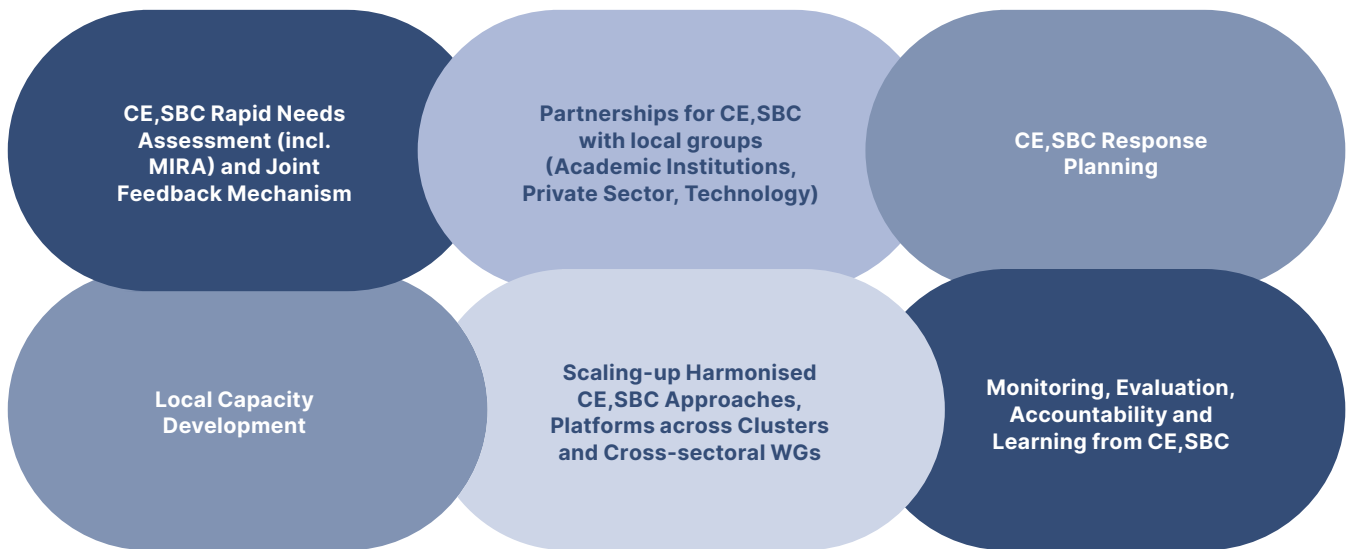 CE,SBC Rapid Needs
Assessment (incl.
MIRA) and Joint
Feedback Mechanism
Partnerships for CE,SBC
with local groups
(Academic Institutions,
Private Sector, Technology)
CE,SBC Response
Planning
Local Capacity
Development
Scaling-up Harmonised
CE,SBC Approaches,
Platforms across Clusters
and Cross-sectoral WGs
Monitoring, Evaluation,
Accountability and
Learning from CE,SBC